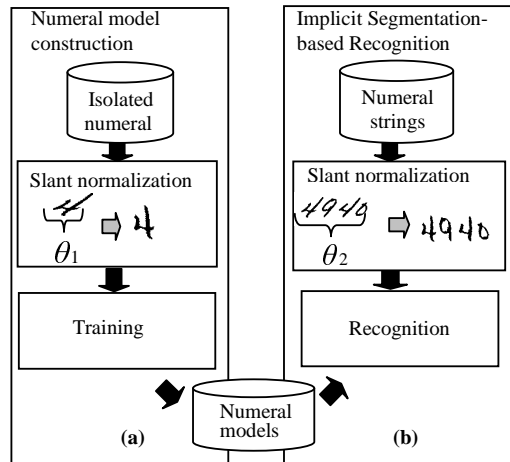 Numeral model
construction
Isolated
numeral
Slant normalization
4
4
θ1
Training
(a)
Implicit Segmentation-
based Recognition
Numeral
strings
Slant normalization
4940
4940
θ2
Recognition
(b)
Numeral
models